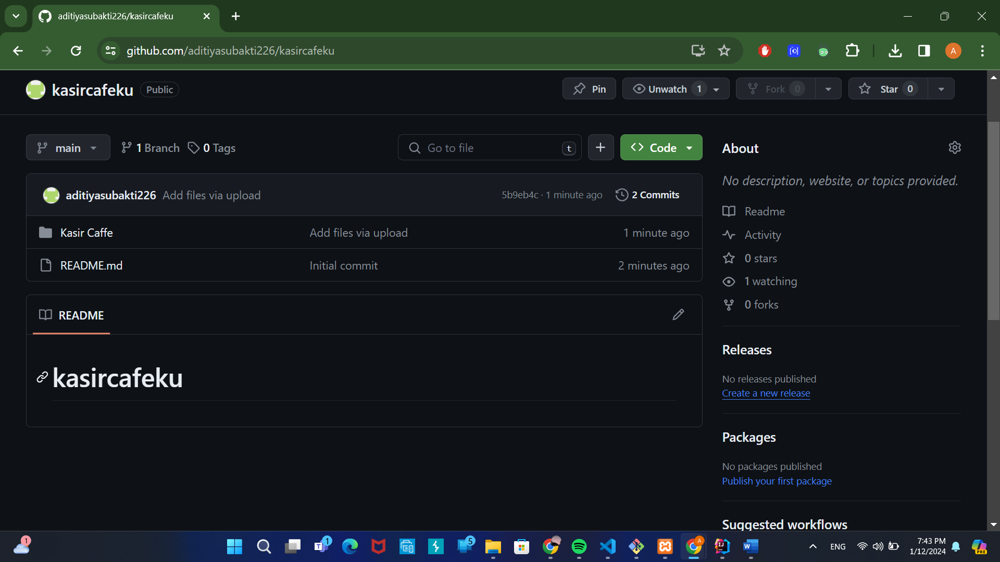 aditiyasubakti226/kasircafeku
github.com/aditiyasubakti226/kasircafeku
A
kasircafeku Public
Pin
Unwatch 1
Fork 0
Star 0
main
1 Branch
0 Tags
Go to file t
Code
aditiyasubakti226 Add files via upload
5b9eb4c · 1 minute ago
2 Commits
Kasir Caffe Add files via upload 1 minute ago
README.md Initial commit 2 minutes ago
README
kasircafeku
About
No description, website, or topics provided.
Readme
Activity
0 stars
1 watching
0 forks
Releases
No releases published
Create a new release
Packages
No packages published
Publish your first package
Suggested workflows
1
1
5
A
ENG
7:43 PM
1/12/2024
PRE